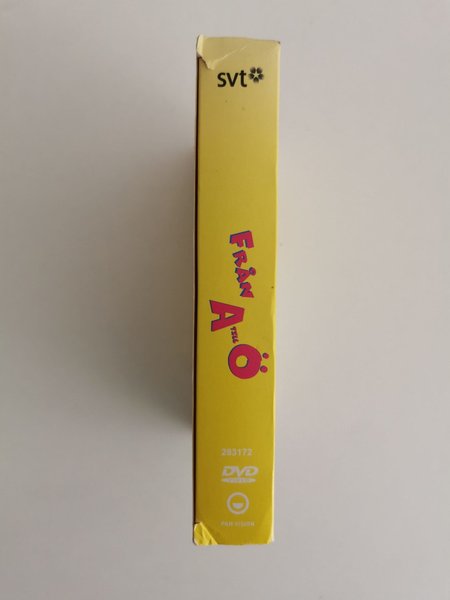 svt
FRÅN
A TILL Ö
283172
DVD
VIDEO
PAN VISION